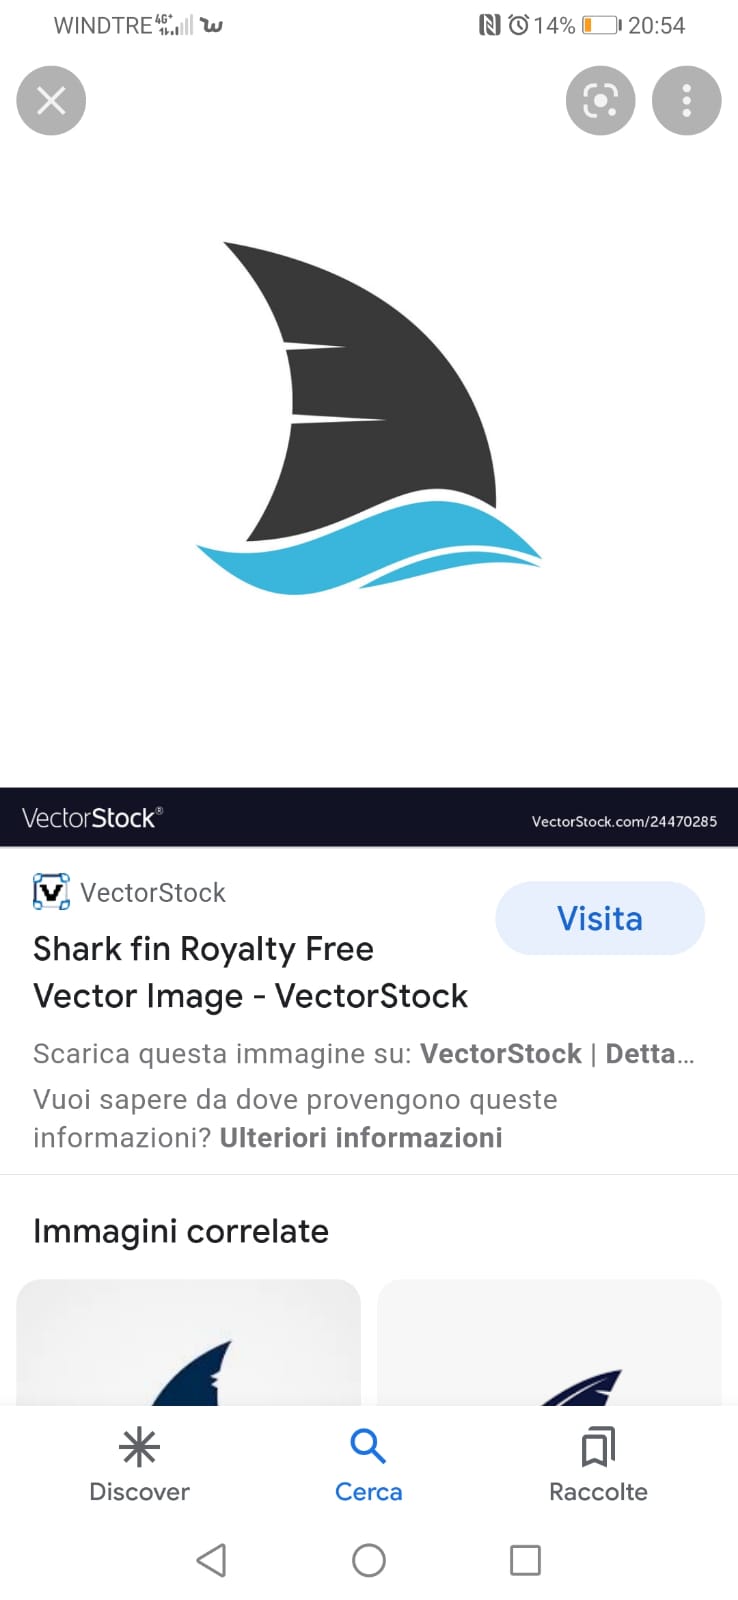 WINDTRE 4G+ 14% 20:54
VectorStock®
VectorStock.com/24470285
VectorStock
Visita
Shark fin Royalty Free
Vector Image - VectorStock
Scarica questa immagine su: VectorStock | Detta...
Vuoi sapere da dove provengono queste
informazioni? Ulteriori informazioni
Immagini correlate
Discover
Cerca
Raccolte